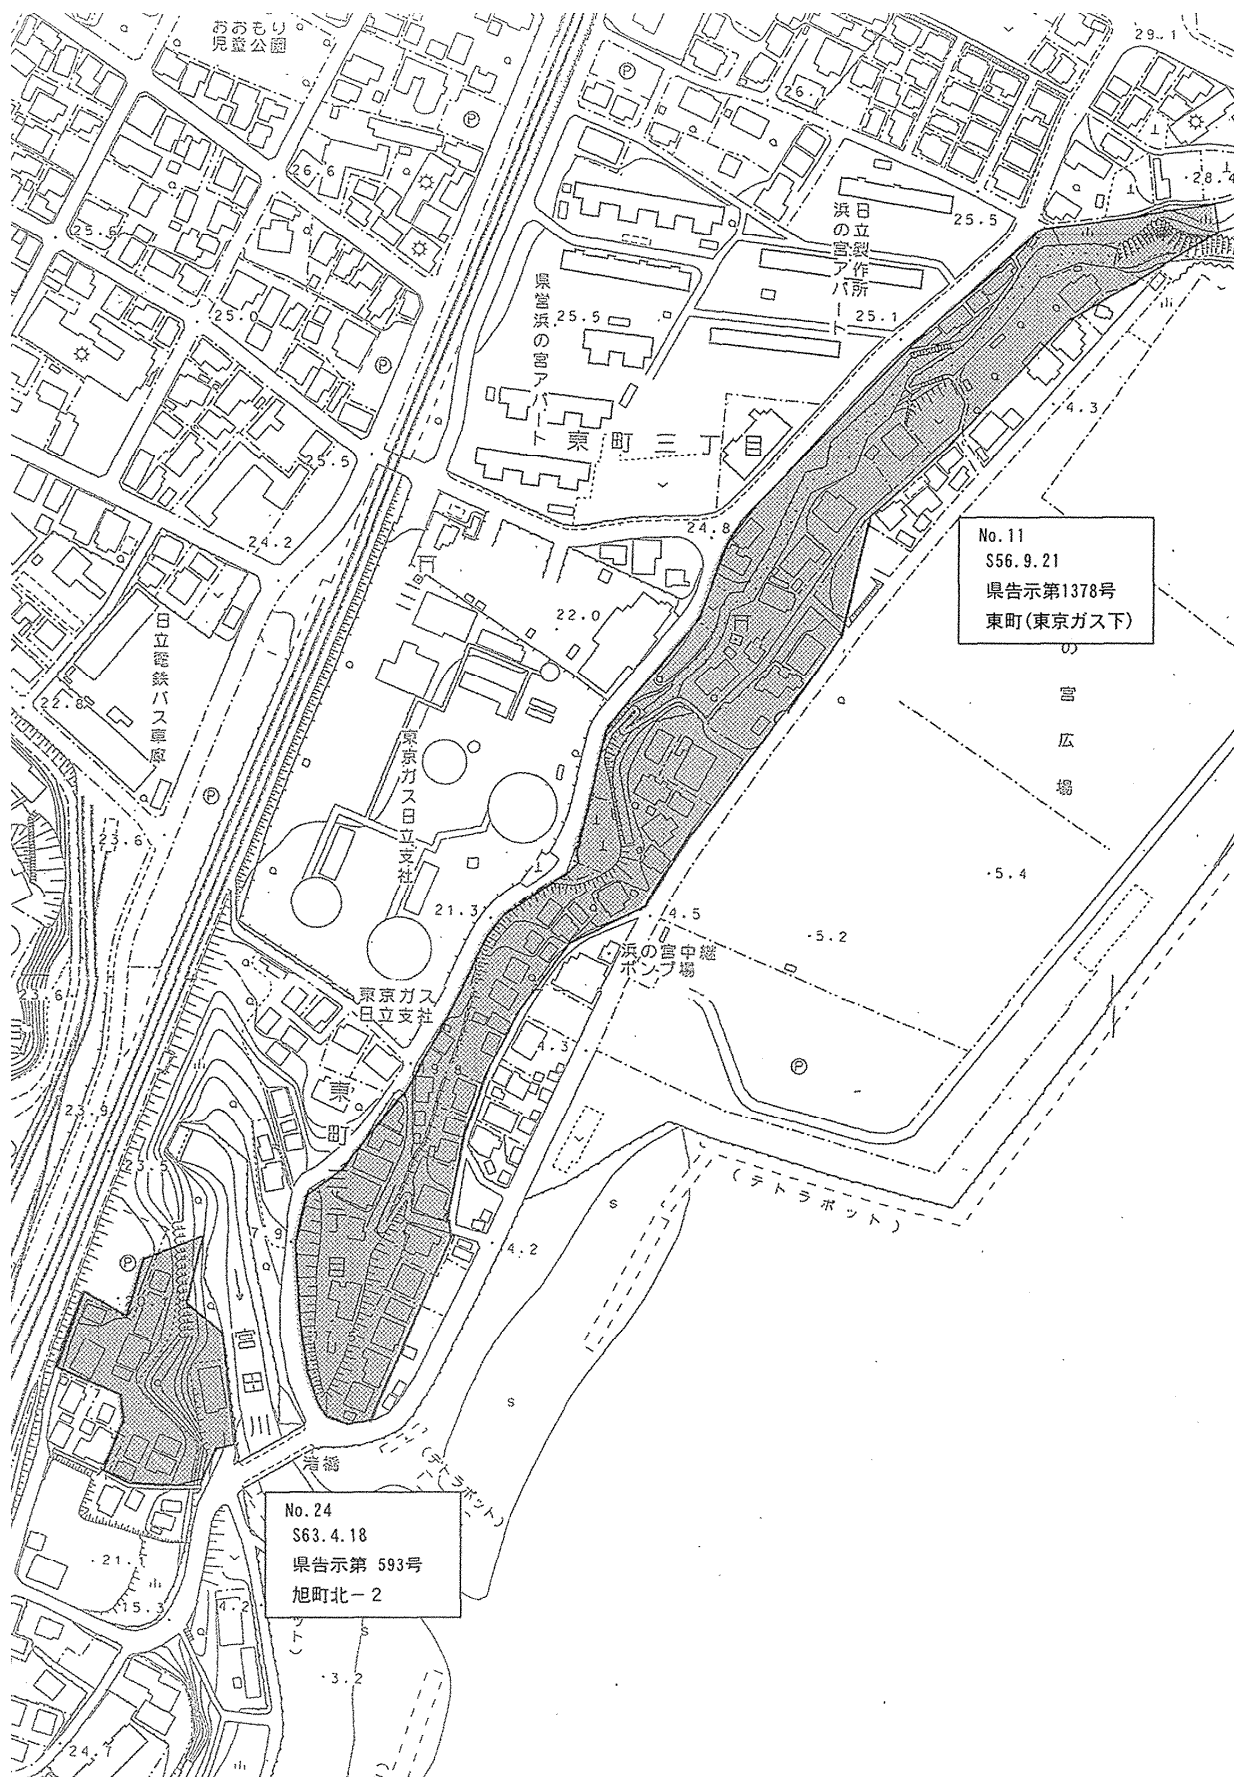 おおもり
児童公園
29.1
26.1
26.6
28.4
日立製作所
浜の宮アパート
25.5
25.5
県営浜の宮アパート
25.5
25.0
25.1
4.3
東町三丁目
25.5
24.8
24.2
No.11
S56.9.21
県告示第1378号
東町(東京ガス下)
の宮広場
22.0
日立電鉄バス車庫
22.8
東京ガス日立支社
23.6
5.4
21.3
4.5
5.2
浜の宮中継
ポンプ場
23.6
東京ガス
日立支社
4.3
23.9
東町二丁目
23.5
(テトラポット)
7.9
4.2
S
宮田川
7.5
S
渚橋
(テトラポット)
No.24
S63.4.18
県告示第 593号
旭町北-2
21.1
15.3
4.2
ット)
S
3.2
24.7